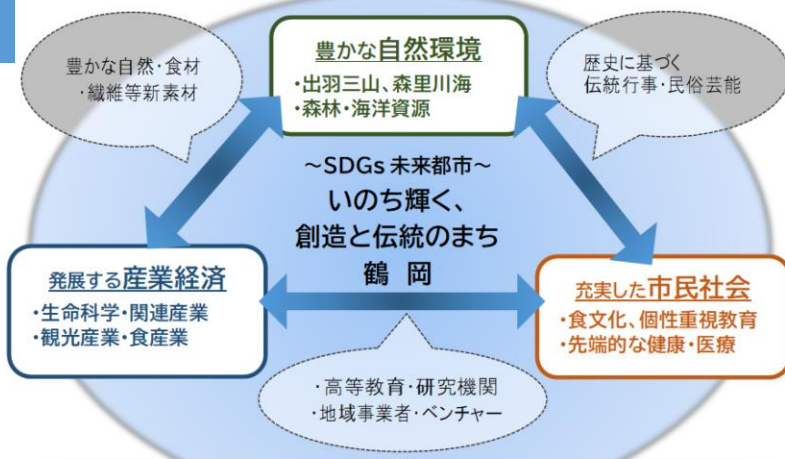 豊かな自然環境
・出羽三山、森里川海
・森林・海洋資源
豊かな自然・食材
・繊維等新素材
歴史に基づく
伝統行事・民俗芸能
～SDGs 未来都市～
いのち輝く、
創造と伝統のまち
鶴 岡
発展する産業経済
・生命科学・関連産業
・観光産業・食産業
充実した市民社会
・食文化、個性重視教育
・先端的な健康・医療
・高等教育・研究機関
・地域事業者・ベンチャー